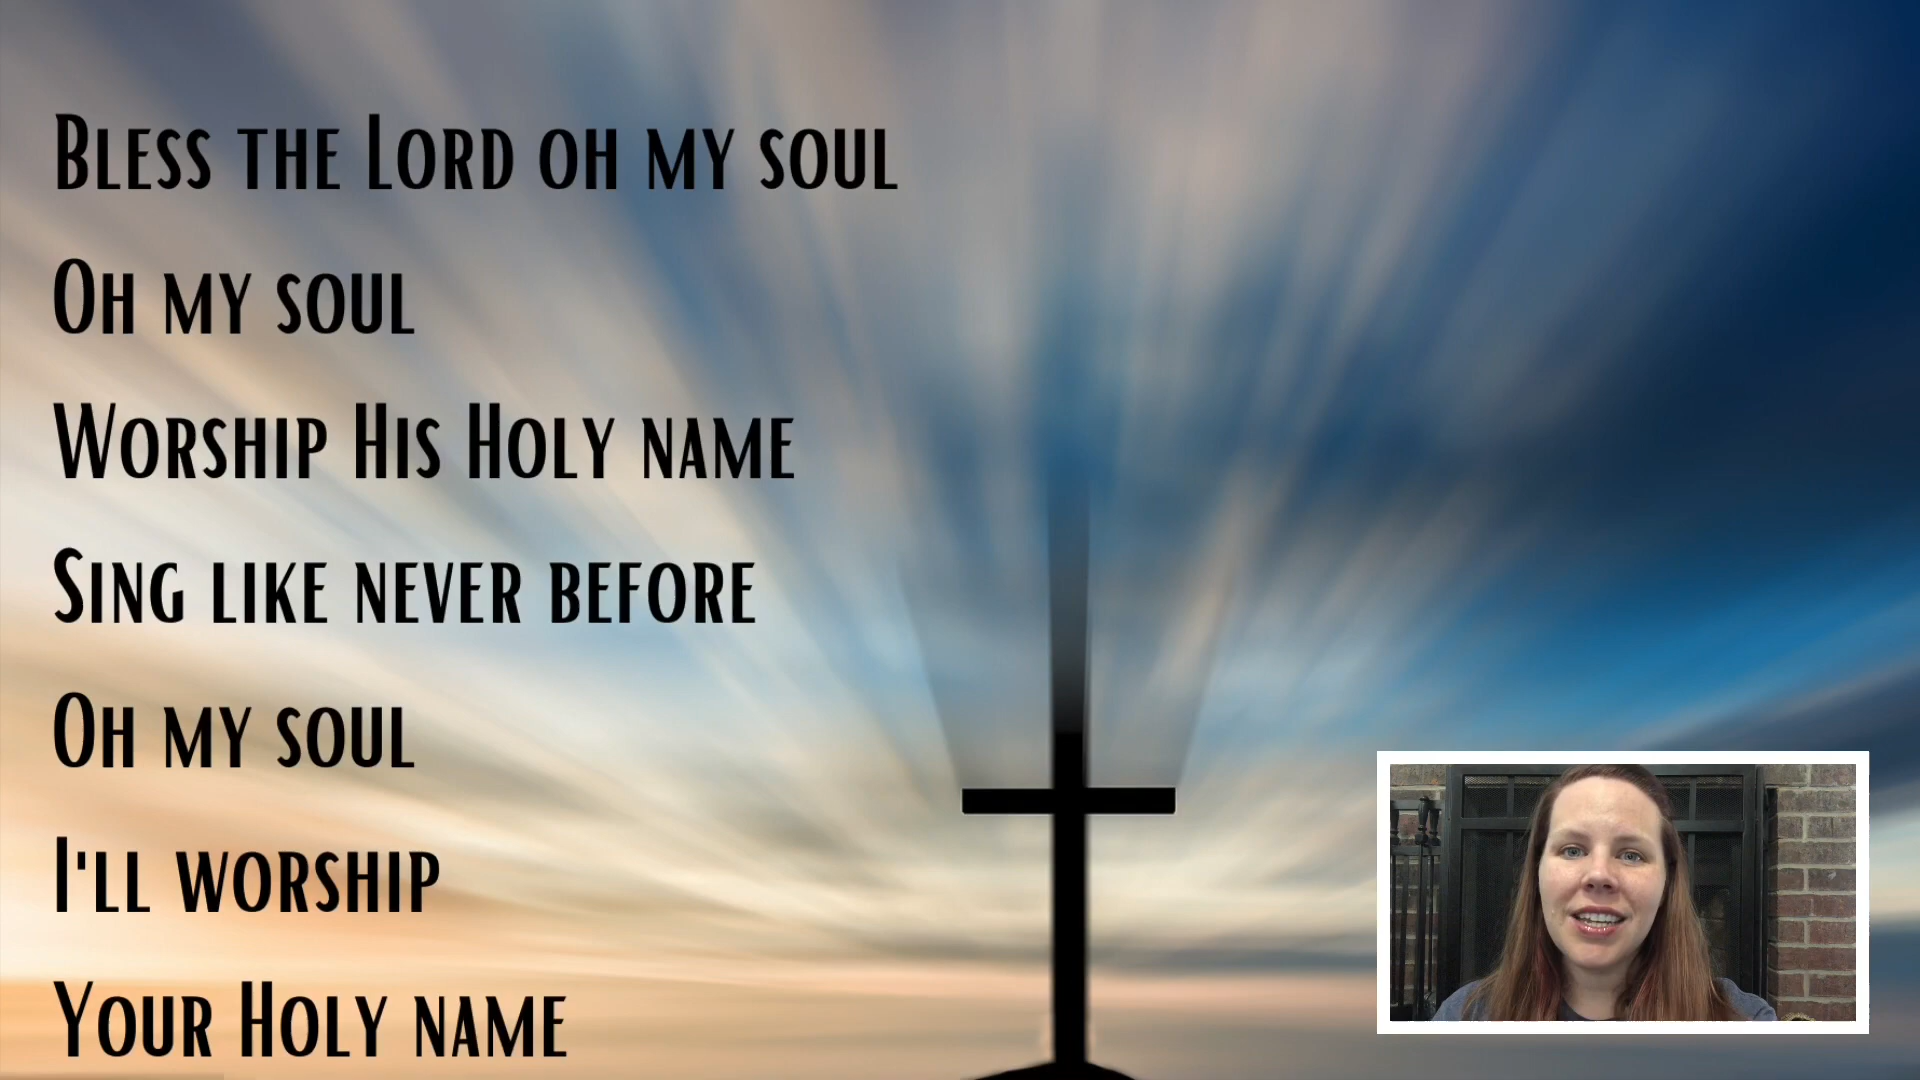 Bless the Lord oh my soul
Oh my soul
Worship His Holy name
Sing like never before
Oh my soul
I'll worship
Your Holy name